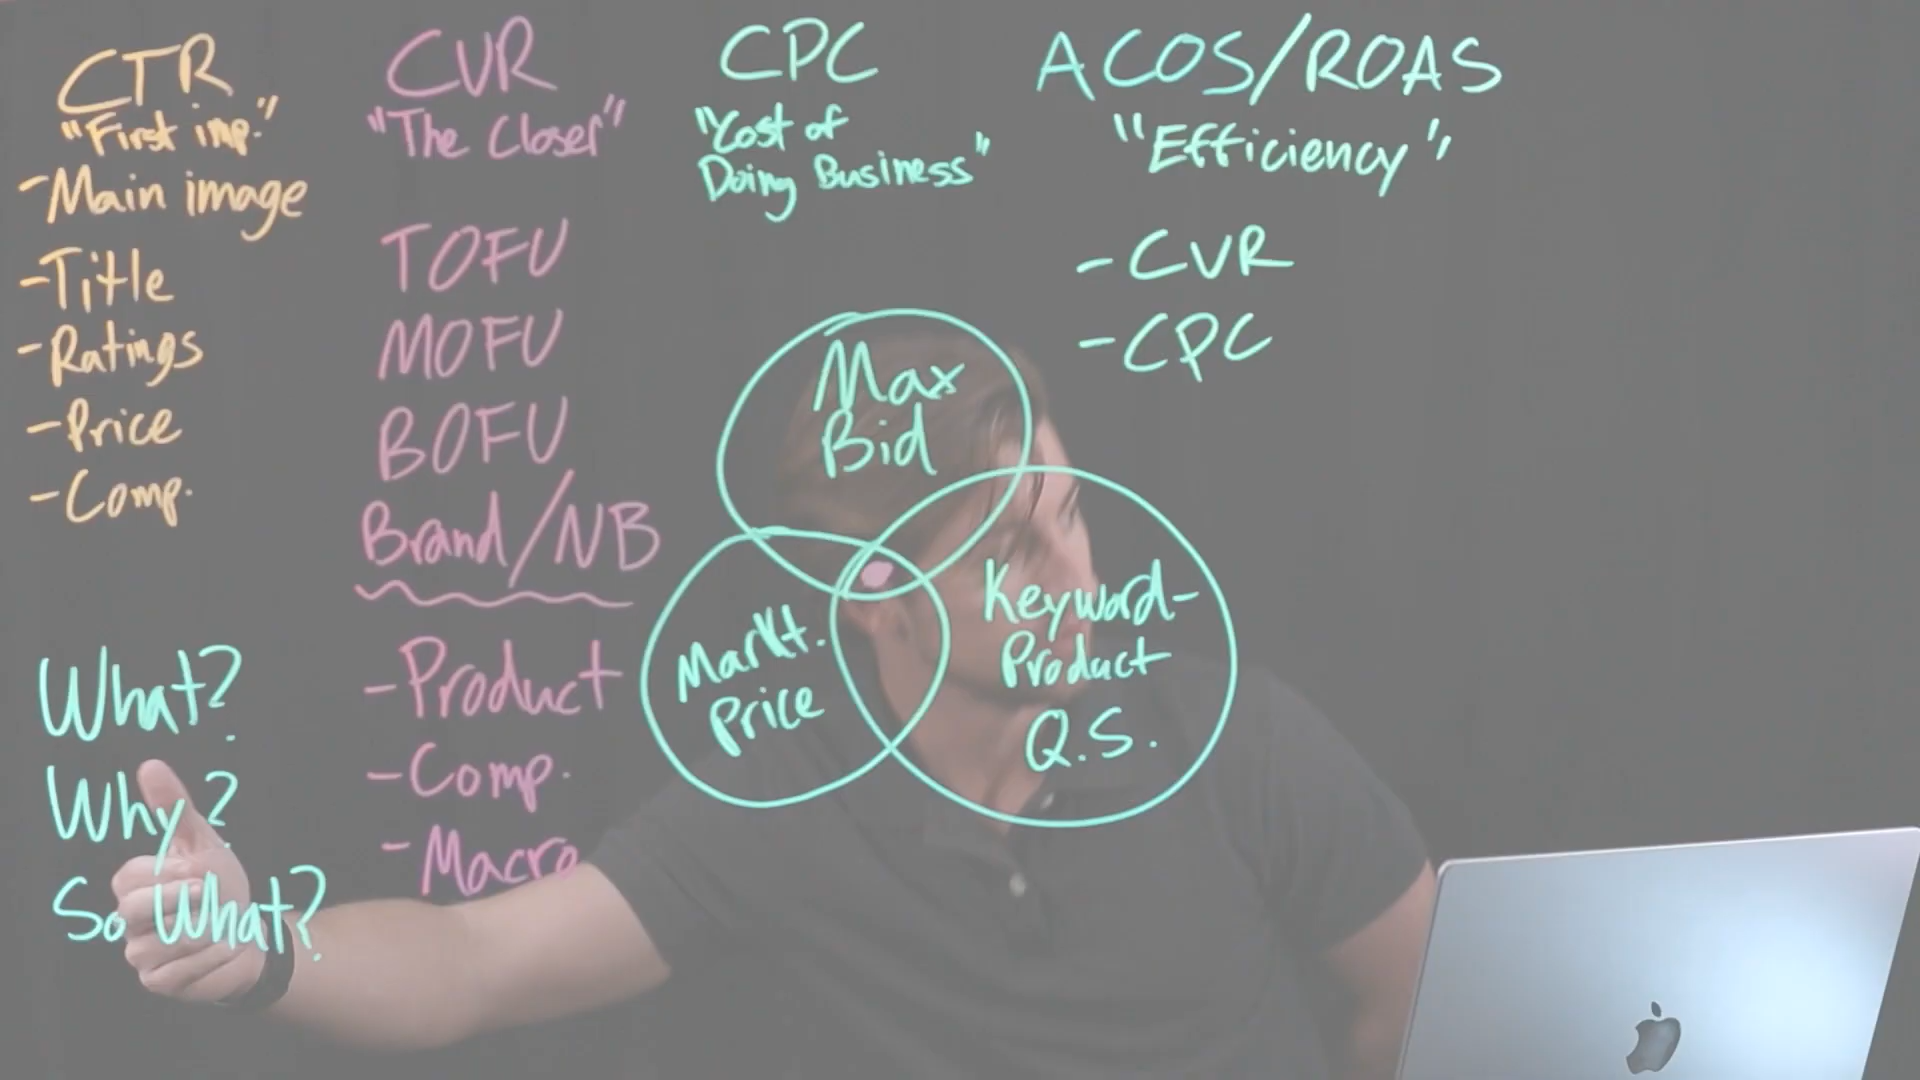 CTR
"First imp."
-Main image
-Title
-Ratings
-Price
-Comp.
What?
Why?
So What?
CVR
"The Closer"
TOFU
MOFU
BOFU
Brand/NB
-Product
-Comp.
-Macro
CPC
"Cost of
Doing Business"
Max
Bid
Markt.
Price
Keyword-
Product
Q.S.
ACOS/ROAS
"Efficiency"
-CVR
-CPC